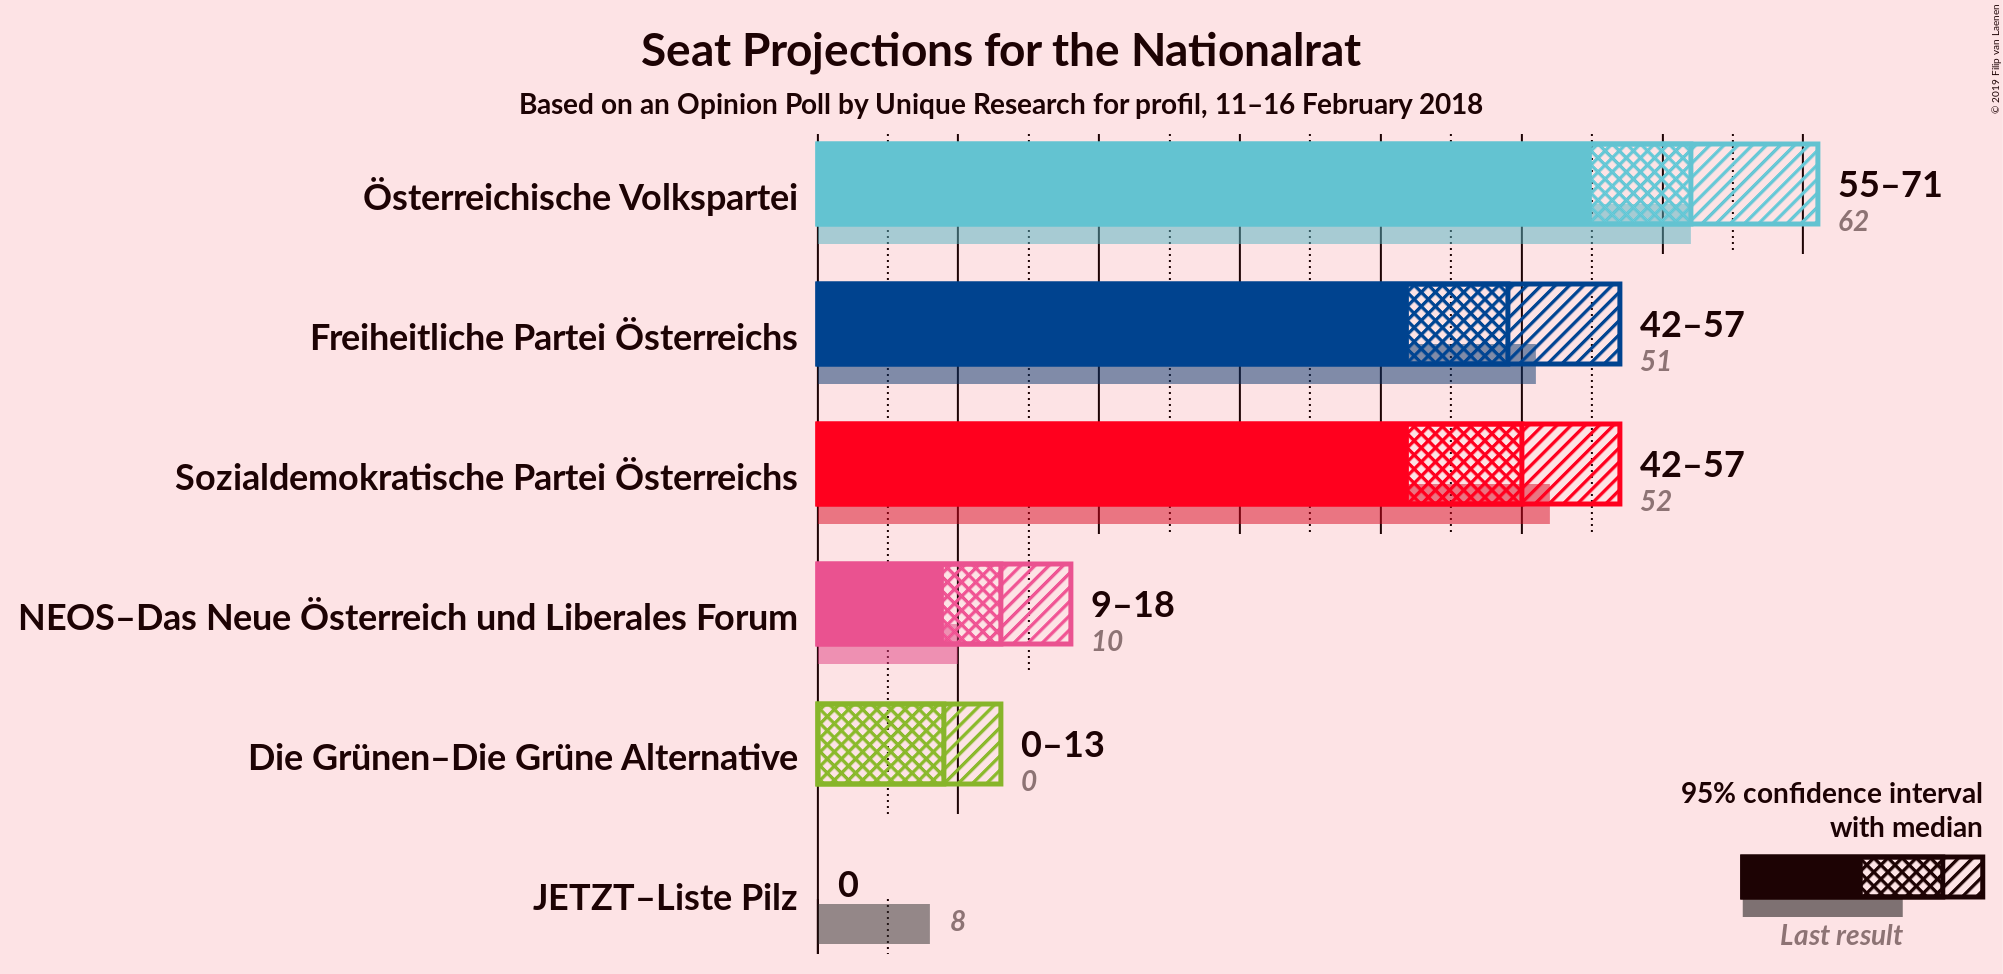 Seat Projections for the Nationalrat
Based on an Opinion Poll by Unique Research for profil, 11–16 February 2018
© 2019 Filip van Laenen
Österreichische Volkspartei
55–71
62
Freiheitliche Partei Österreichs
42–57
51
Sozialdemokratische Partei Österreichs
42–57
52
NEOS–Das Neue Österreich und Liberales Forum
9–18
10
Die Grünen–Die Grüne Alternative
0–13
0
JETZT–Liste Pilz
0
8
95% confidence interval
with median
Last result